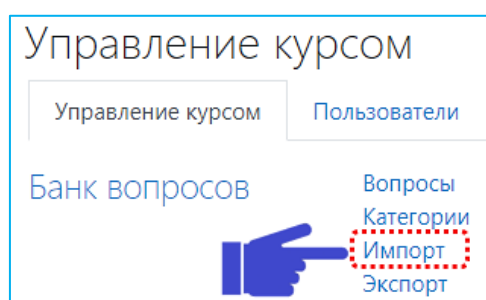 Управление курсом
Управление курсом Пользователи
Банк вопросов Вопросы
Категории
Импорт
Экспорт